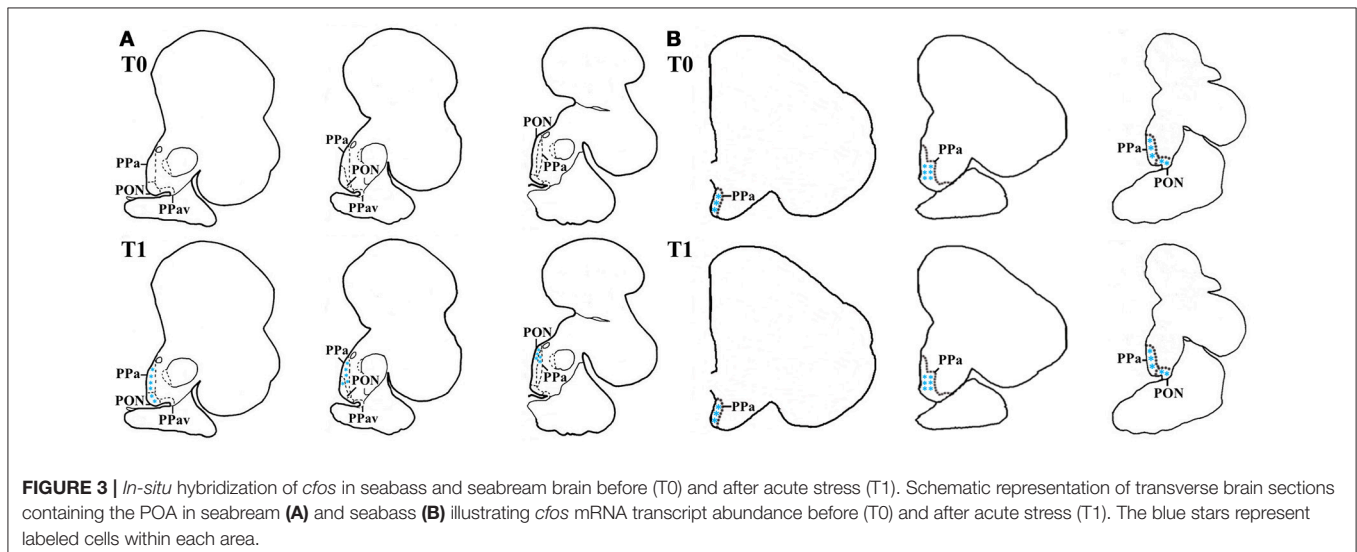 A
B
T0
T0
PPa
PON
PPav
PPa
PON
PON
PPa
PPa
PPa
PPa
PON
T1
T1
PPa
PON
PPav
PPa
PON
PON
PPa
PPa
PPa
PPa
PON
FIGURE 3 | In-situ hybridization of cfos in seabass and seabream brain before (T0) and after acute stress (T1). Schematic representation of transverse brain sections
containing the POA in seabream (A) and seabass (B) illustrating cfos mRNA transcript abundance before (T0) and after acute stress (T1). The blue stars represent
labeled cells within each area.